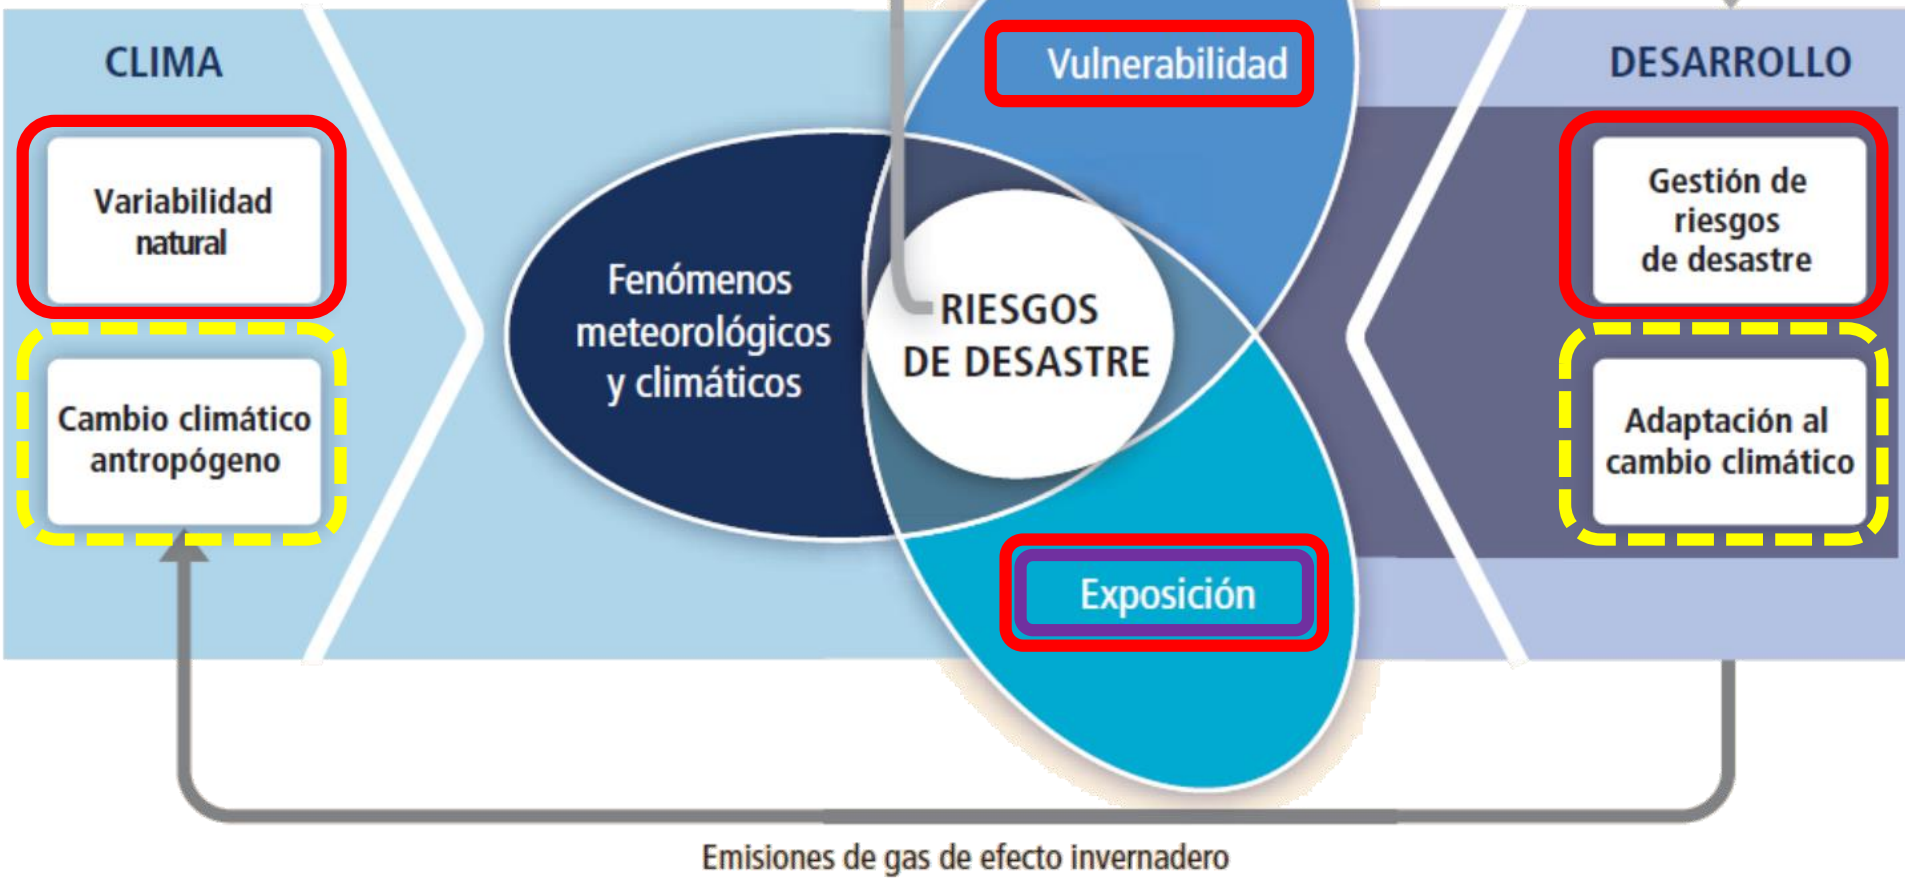 CLIMA
Variabilidad
natural
Cambio climático
antropógeno
Vulnerabilidad
Fenómenos
meteorológicos
y climáticos
RIESGOS
DE DESASTRE
Exposición
DESARROLLO
Gestión de
riesgos
de desastre
Adaptación al
cambio climático
Emisiones de gas de efecto invernadero